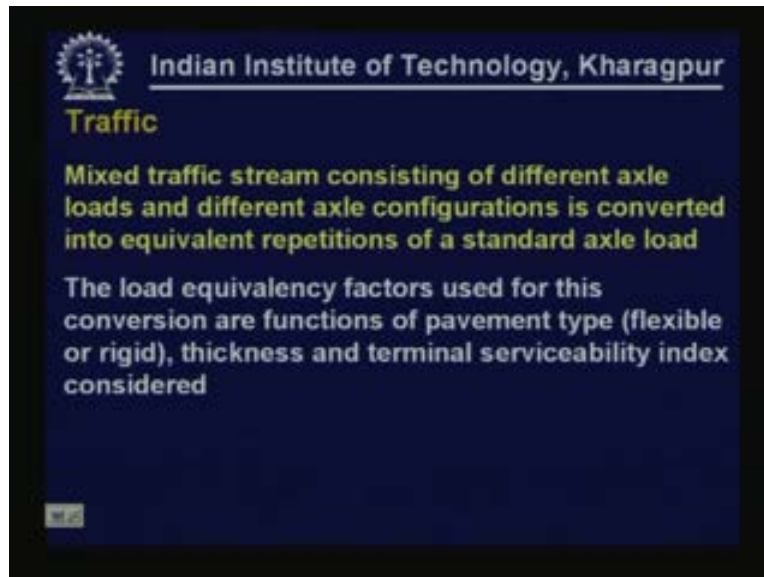 Indian Institute of Technology, Kharagpur
Traffic
Mixed traffic stream consisting of different axle
loads and different axle configurations is converted
into equivalent repetitions of a standard axle load
The load equivalency factors used for this
conversion are functions of pavement type (flexible
or rigid), thickness and terminal serviceability index
considered